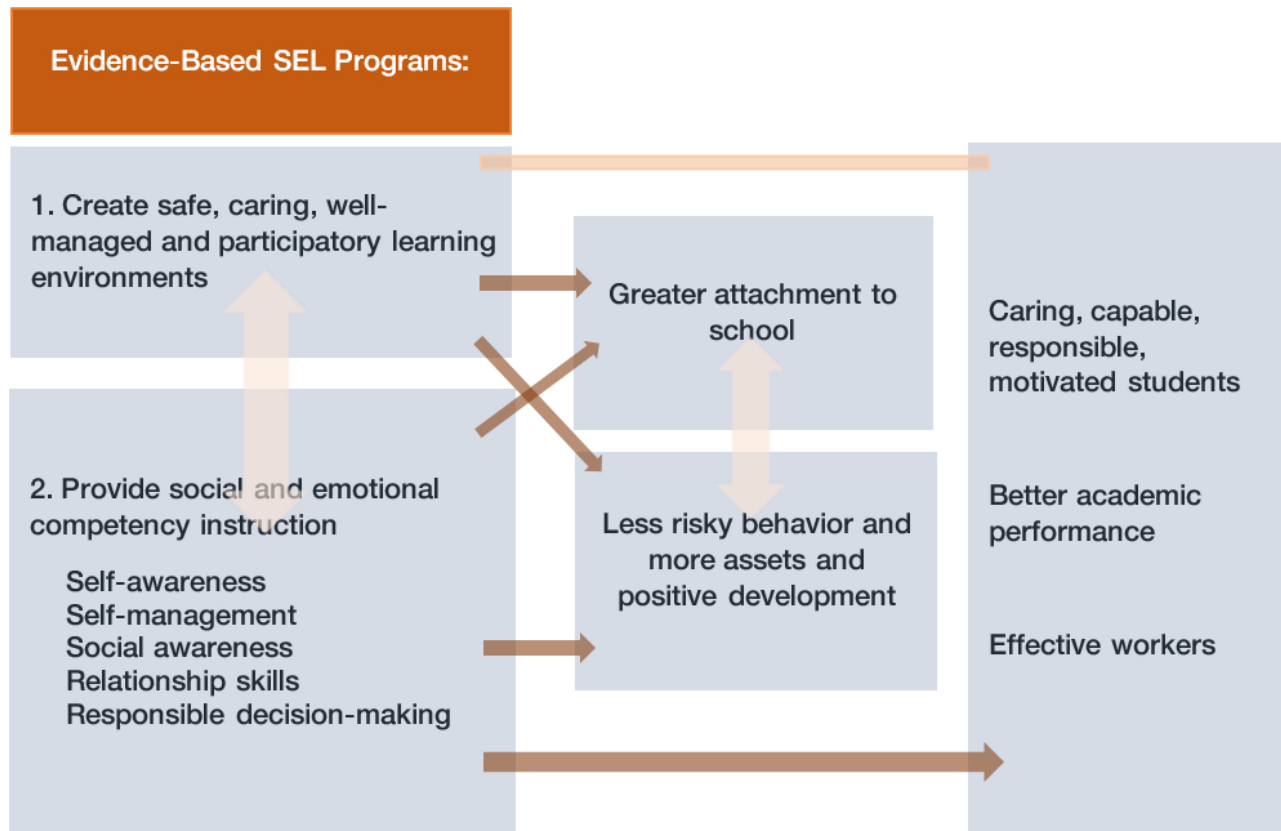 Evidence-Based SEL Programs:
1. Create safe, caring, well-
managed and participatory learning
environments
2. Provide social and emotional
competency instruction
Self-awareness
Self-management
Social awareness
Relationship skills
Responsible decision-making
Greater attachment to
school
Less risky behavior and
more assets and
positive development
Caring, capable,
responsible,
motivated students
Better academic
performance
Effective workers